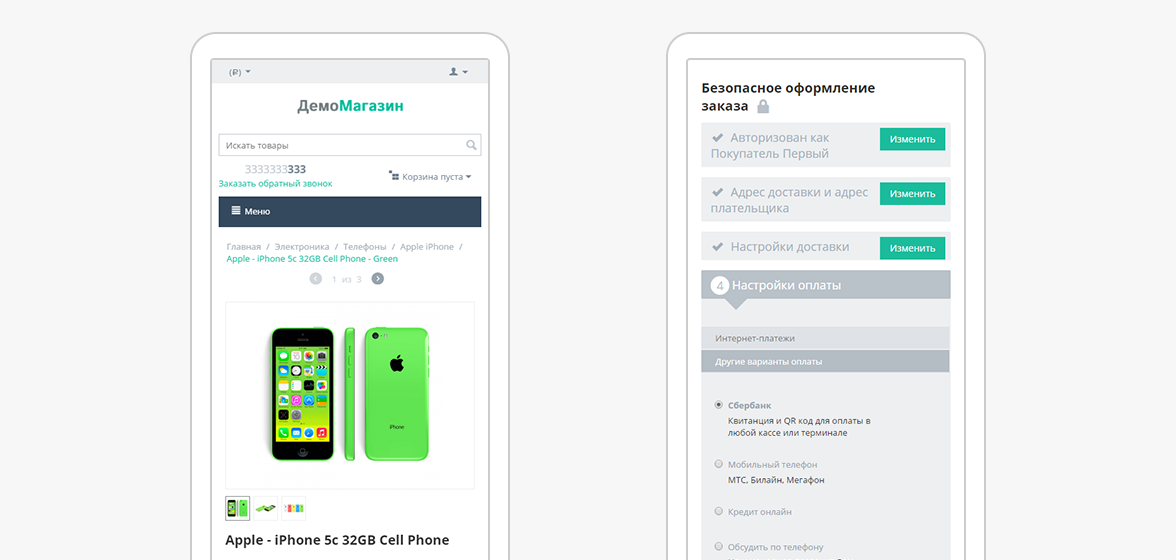 (₽)
ДемоМагазин
Искать товары
3333333333
Заказать обратный звонок
Корзина пуста
Меню
Главная / Электроника / Телефоны / Apple iPhone /
Apple - iPhone 5c 32GB Cell Phone - Green
1 из 3
iPhone
Apple - iPhone 5c 32GB Cell Phone
Безопасное оформление
заказа
Авторизован как
Покупатель Первый
Изменить
Адрес доставки и адрес
плательщика
Изменить
Настройки доставки
Изменить
4 Настройки оплаты
Интернет-платежи
Другие варианты оплаты
Сбербанк
Квитанция и QR код для оплаты в
любой кассе или терминале
Мобильный телефон
МТС, Билайн, Мегафон
Кредит онлайн
Обсудить по телефону